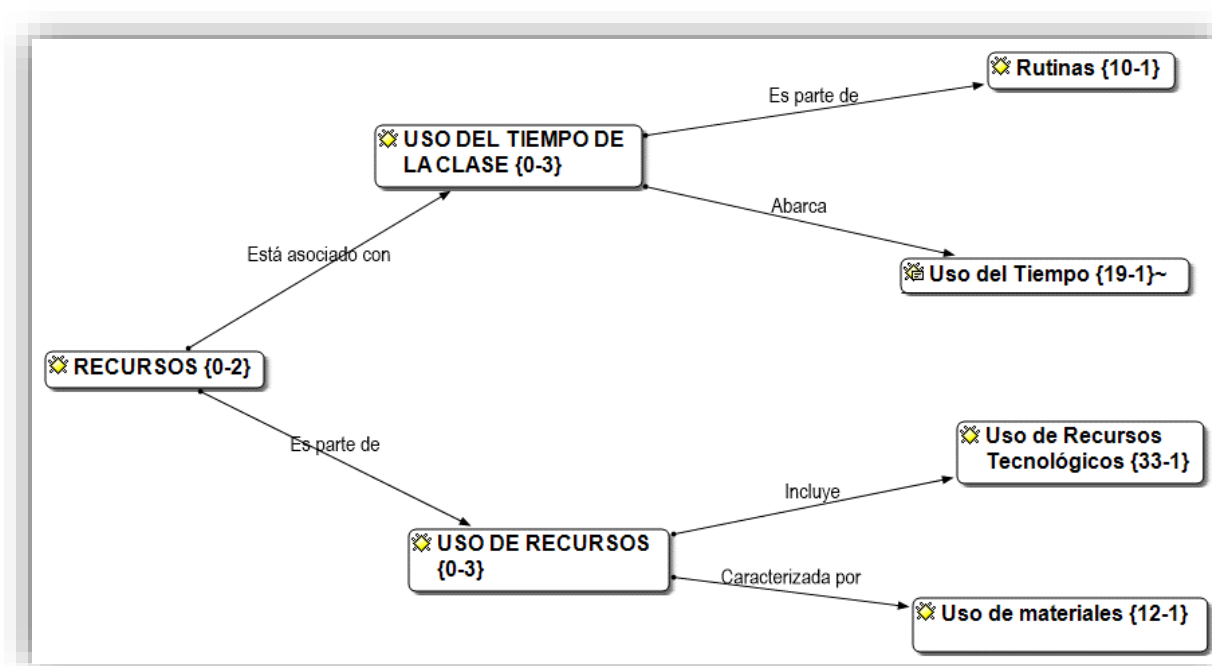 Rutinas {10-1}
Es parte de
USO DEL TIEMPO DE
LA CLASE {0-3}
Abarca
Está asociado con
Uso del Tiempo {19-1}~
RECURSOS {0-2}
Es parte de
Uso de Recursos
Tecnológicos {33-1}
Incluye
USO DE RECURSOS
{0-3}
Caracterizada por
Uso de materiales {12-1}